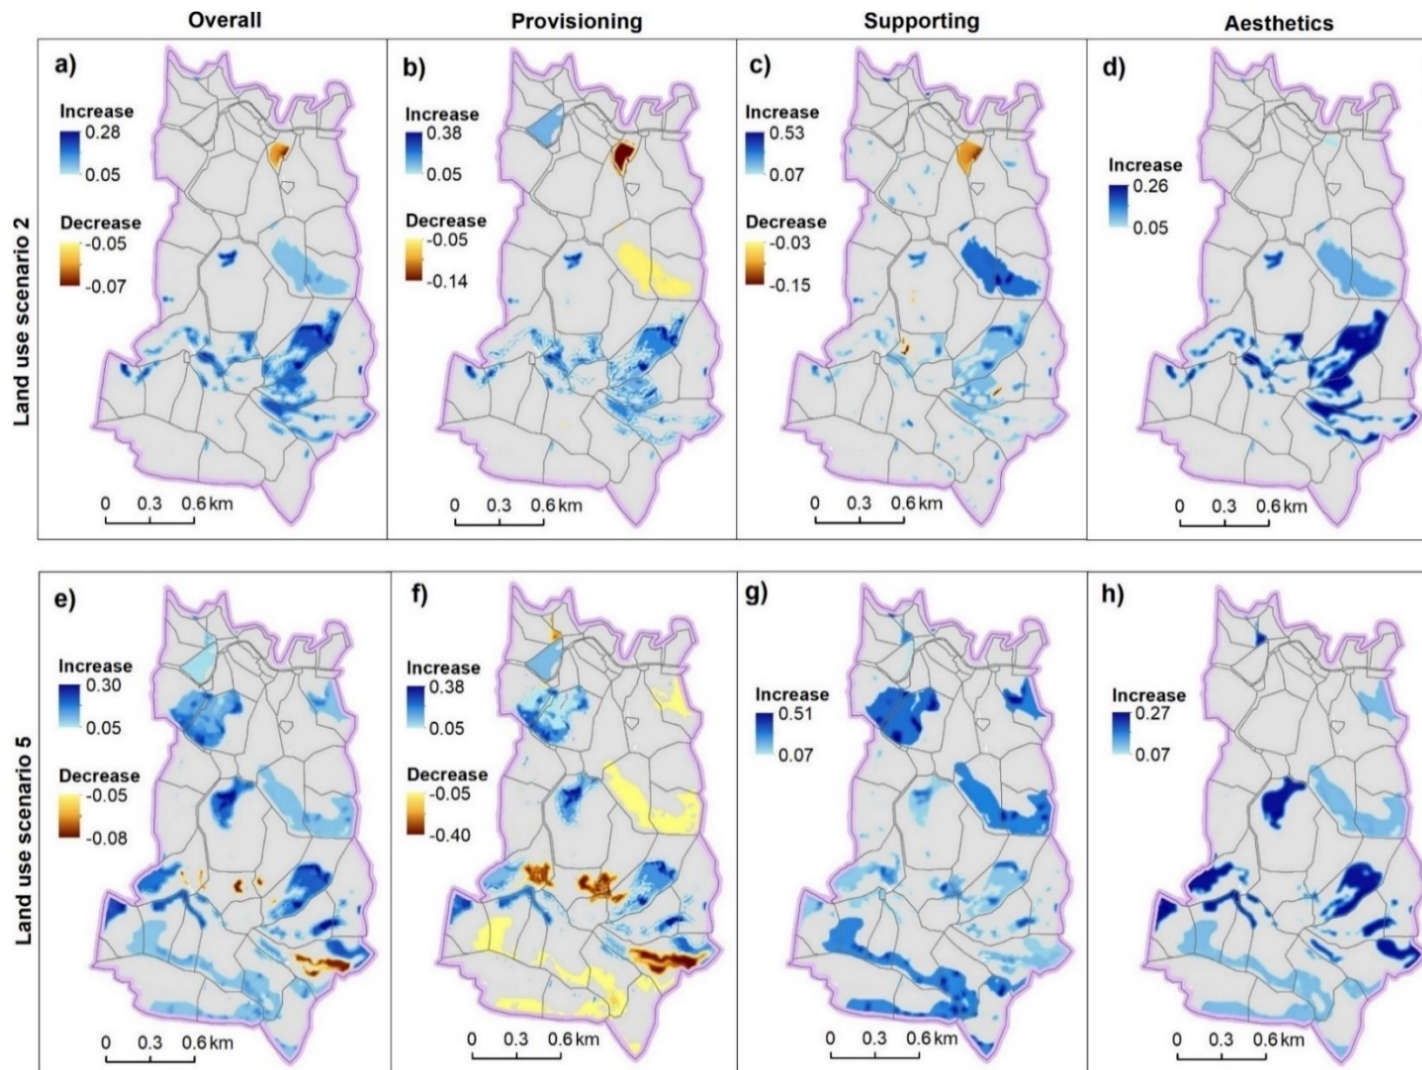 Overall
Provisioning
Supporting
Aesthetics
Land use scenario 2
a)
Increase
0.28
0.05
Decrease
-0.05
-0.07
0 0.3 0.6 km
b)
Increase
0.38
0.05
Decrease
-0.05
-0.14
0 0.3 0.6 km
c)
Increase
0.53
0.07
Decrease
-0.03
-0.15
0 0.3 0.6 km
d)
Increase
0.26
0.05
0 0.3 0.6 km
Land use scenario 5
e)
Increase
0.30
0.05
Decrease
-0.05
-0.08
0 0.3 0.6 km
f)
Increase
0.38
0.05
Decrease
-0.05
-0.40
0 0.3 0.6 km
g)
Increase
0.51
0.07
0 0.3 0.6 km
h)
Increase
0.27
0.07
0 0.3 0.6 km